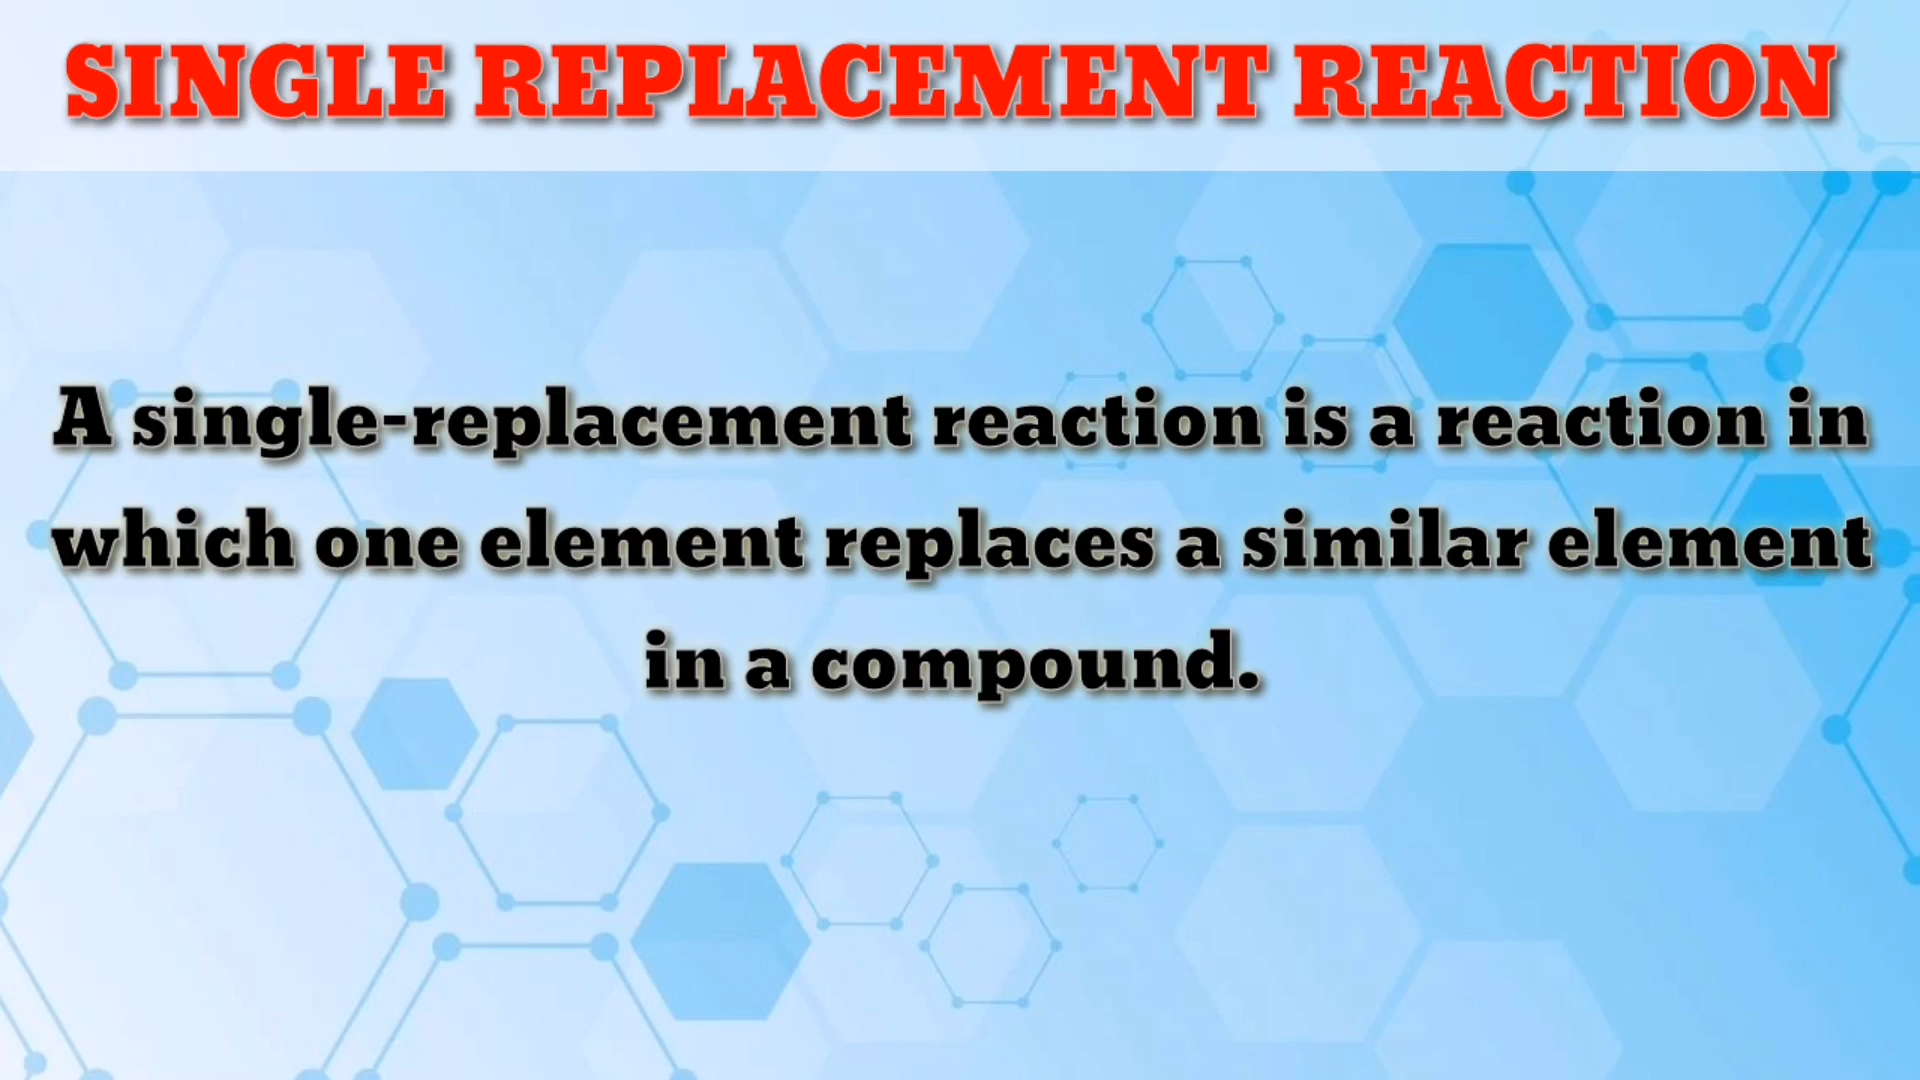 SINGLE REPLACEMENT REACTION
A single-replacement reaction is a reaction in
which one element replaces a similar element
in a compound.